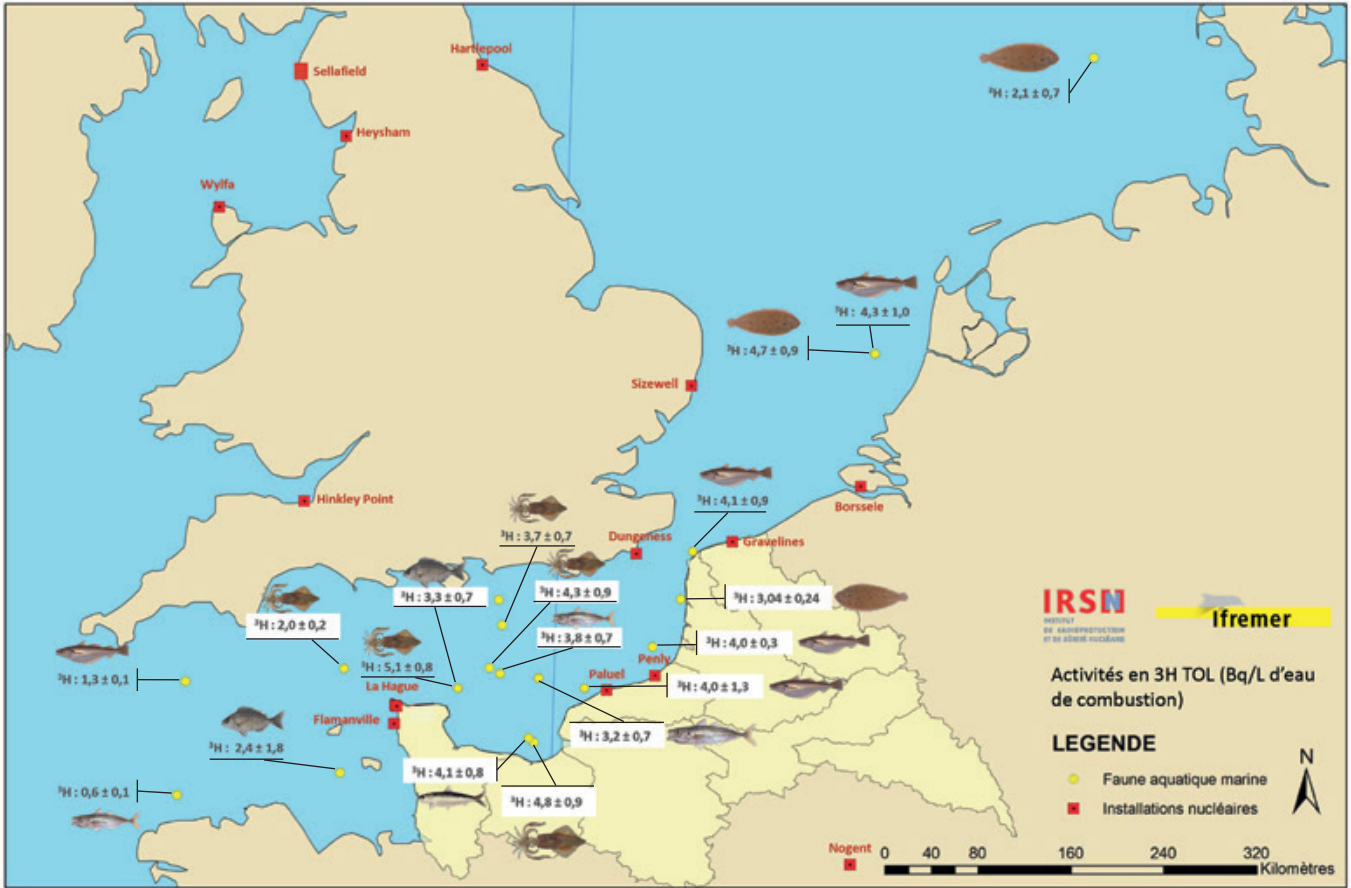 Hartlepool
Sellafield
³H : 2,1 ± 0,7
Heysham
Wylfa
³H : 4,3 ± 1,0
³H : 4,7 ± 0,9
Sizewell
³H : 4,1 ± 0,9
Borssele
Hinkley Point
³H : 3,7 ± 0,7
Dungeness
Gravelines
³H : 3,3 ± 0,7
³H : 4,3 ± 0,9
³H : 3,04 ± 0,24
³H : 2,0 ± 0,2
³H : 3,8 ± 0,7
³H : 4,0 ± 0,3
³H : 5,1 ± 0,8
Penly
³H : 1,3 ± 0,1
Paluel
³H : 4,0 ± 1,3
La Hague
Flamanville
³H : 3,2 ± 0,7
³H : 2,4 ± 1,8
³H : 4,1 ± 0,8
³H : 0,6 ± 0,1
³H : 4,8 ± 0,9
Nogent
IRSN
INSTITUT
DE RADIOPROTECTION
ET DE SÛRETÉ NUCLÉAIRE
Ifremer
Activités en 3H TOL (Bq/L d'eau
de combustion)
LEGENDE
Faune aquatique marine
Installations nucléaires
N
0 40 80 160 240 320
Kilomètres